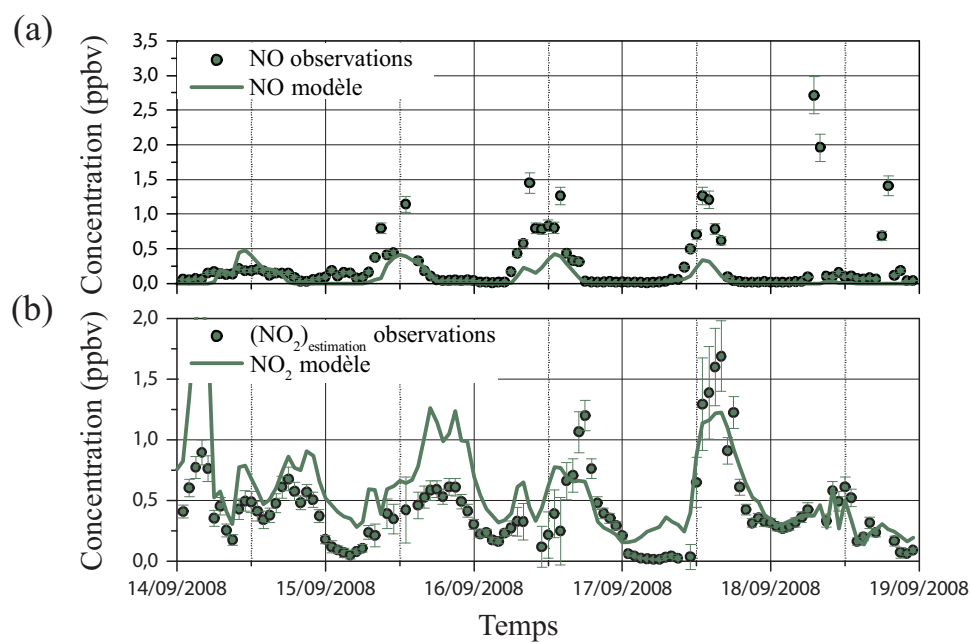 (a)
Concentration (ppbv)
3,5
3,0
2,5
2,0
1,5
1,0
0,5
0,0
NO observations
NO modèle
(b)
Concentration (ppbv)
2,0
1,5
1,0
0,5
0,0
(NO2)estimation observations
NO2 modèle
14/09/2008 15/09/2008 16/09/2008 17/09/2008 18/09/2008 19/09/2008
Temps